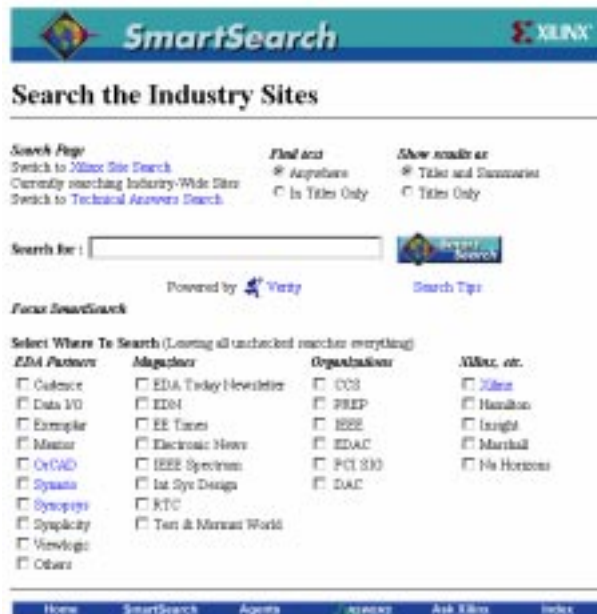 SmartSearch
XILINX
Search the Industry Sites
Search Page
Switch to Xilinx Site Search
Currently searching Industry-Wide Sites
Switch to Technical Answers Search
Find text
Anywhere
In Titles Only
Show results as
Titles and Summaries
Titles Only
Search for :
Smart Search
Powered by Verity
Search Tips
Focus SmartSearch
Select Where To Search (Leaving all unchecked searches everything)
EDA Partners
Cadence
Data I/O
Exemplar
Mentor
OrCAD
Synario
Synopsys
Synplicity
Viewlogic
Others
Magazines
EDA Today Newsletter
EDN
EE Times
Electronic News
IEEE Spectrum
Int Sys Design
RTC
Test & Measmt World
Organizations
CCS
PREP
IEEE
EDAC
PCI SIG
DAC
Xilinx, etc.
Xilinx
Hamilton
Insight
Marshall
Nu Horizons
Home SmartSearch Agents Answers Ask Xilinx Index